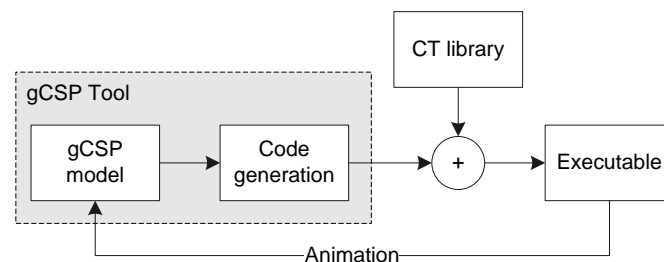 CT library
gCSP Tool
gCSP
model
Code
generation
+
Executable
Animation